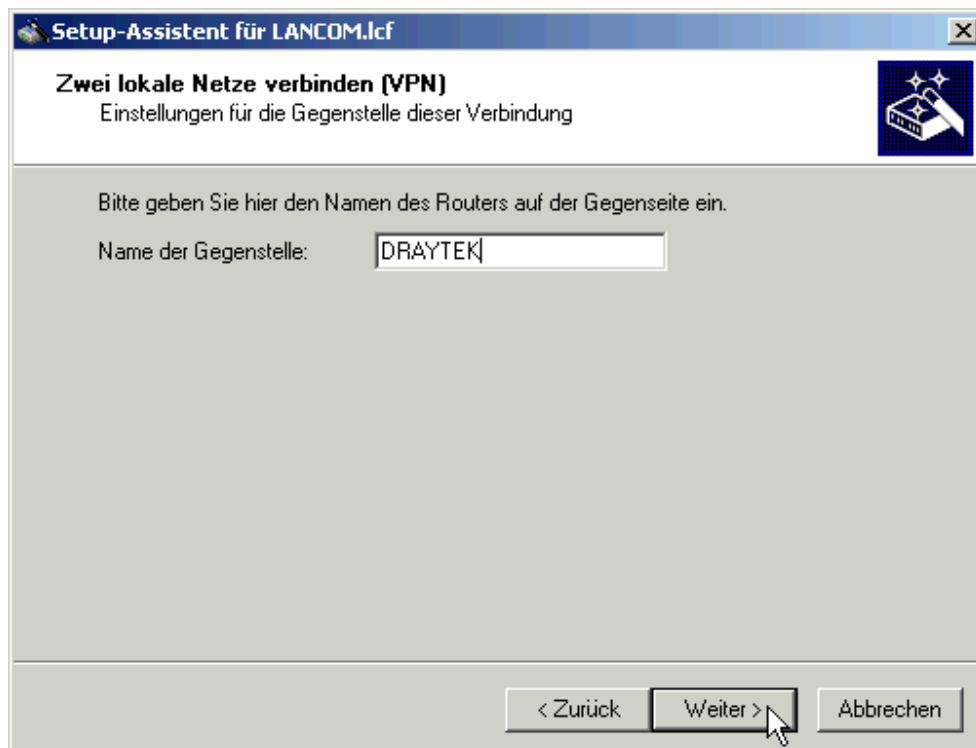 Setup-Assistent für LANCOM.lcf
Zwei lokale Netze verbinden (VPN)
Einstellungen für die Gegenstelle dieser Verbindung
Bitte geben Sie hier den Namen des Routers auf der Gegenseite ein.
Name der Gegenstelle: DRAYTEK
< Zurück Weiter > Abbrechen